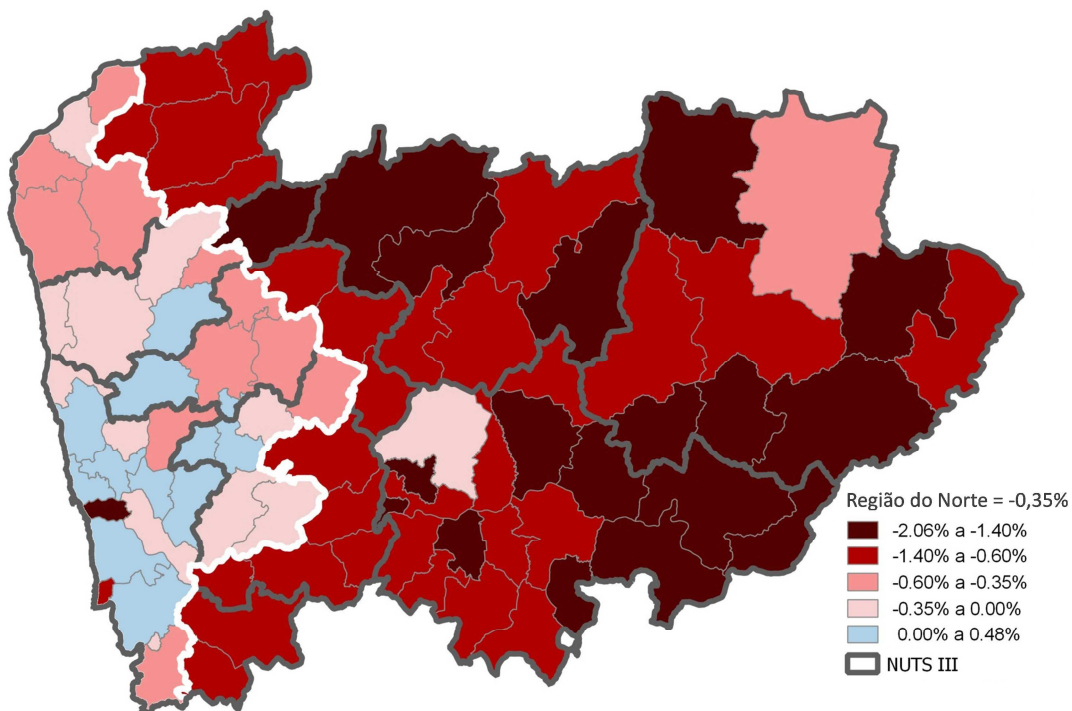 Região do Norte = -0,35%
-2.06% a -1.40%
-1.40% a -0.60%
-0.60% a -0.35%
-0.35% a 0.00%
0.00% a 0.48%
NUTS III